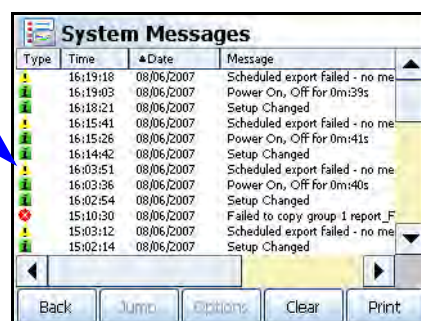 System Messages
Type Time ▲Date Message
16:19:18 08/06/2007 Scheduled export failed - no me
16:19:03 08/06/2007 Power On, Off for 0m:39s
16:18:21 08/06/2007 Setup Changed
16:15:41 08/06/2007 Scheduled export failed - no me
16:15:26 08/06/2007 Power On, Off for 0m:41s
16:14:42 08/06/2007 Setup Changed
16:03:51 08/06/2007 Scheduled export failed - no me
16:03:36 08/06/2007 Power On, Off for 0m:40s
16:02:54 08/06/2007 Setup Changed
15:10:30 08/06/2007 Failed to copy group 1 report_F
15:03:12 08/06/2007 Scheduled export failed - no me
15:02:14 08/06/2007 Setup Changed
Back Jump Options Clear Print